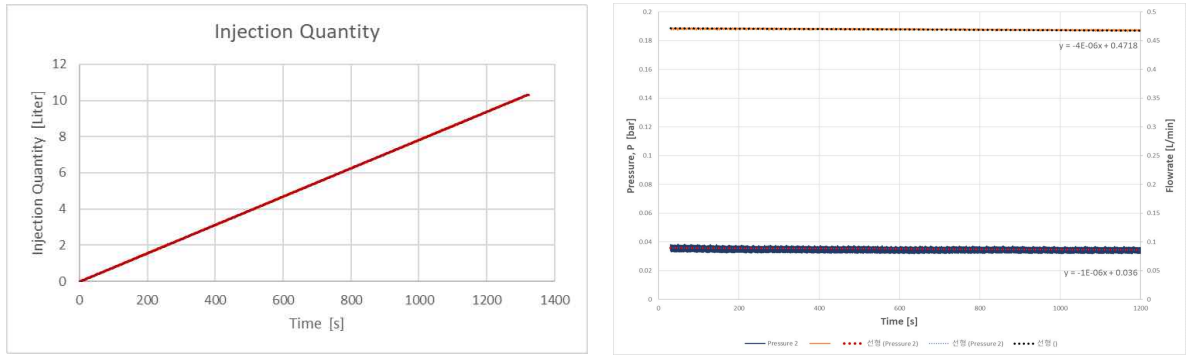 Injection Quantity
Injection Quantity [Liter]
12
10
8
6
4
2
0
0 200 400 600 800 1000 1200 1400
Time [s]
Pressure, P [bar]
0.2
0.18
0.16
0.14
0.12
0.1
0.08
0.06
0.04
0.02
0
0 200 400 600 800 1000 1200
Time [s]
0.5
0.45
0.4
0.35
0.3
0.25
0.2
0.15
0.1
0.05
0
Flowrate [L/min]
y = -4E-06x + 0.4718
y = -1E-06x + 0.036
Pressure 2 선형 (Pressure 2) 선형 (Pressure 2) 선형 ()